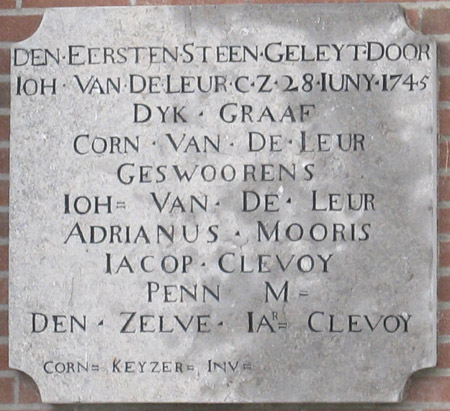 DEN·EERSTEN·STEEN·GELEYT·DOOR
IOH·VAN·DE·LEUR·C·Z·28·IUNY·1745
DYK·GRAAF
CORN·VAN·DE·LEUR
GESWOORENS
IOH= VAN·DE·LEUR
ADRIANUS·MOORIS
IACOP·CLEVOY
PENN M=
DEN·ZELVE·IAR= CLEVOY
CORN= KEYZER= INV=